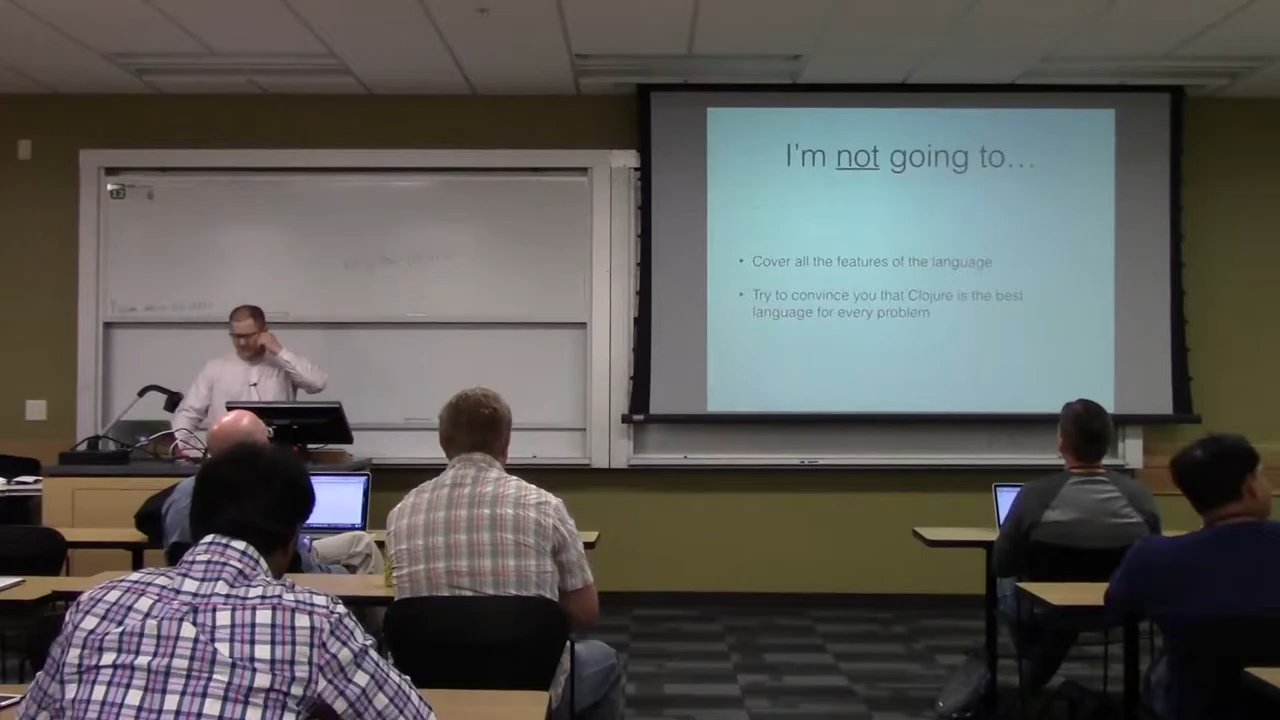 I'm not going to…
• Cover all the features of the language
• Try to convince you that Clojure is the best
language for every problem